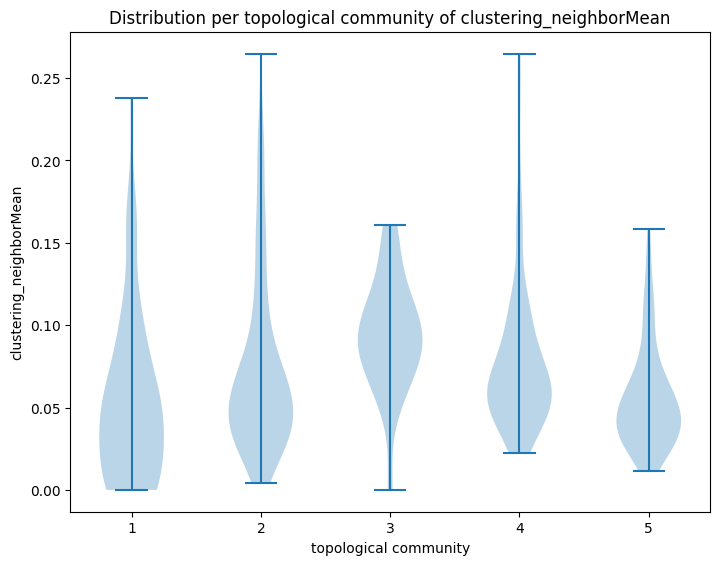 Distribution per topological community of clustering_neighborMean
clustering_neighborMean
0.25
0.20
0.15
0.10
0.05
0.00
1 2 3 4 5
topological community